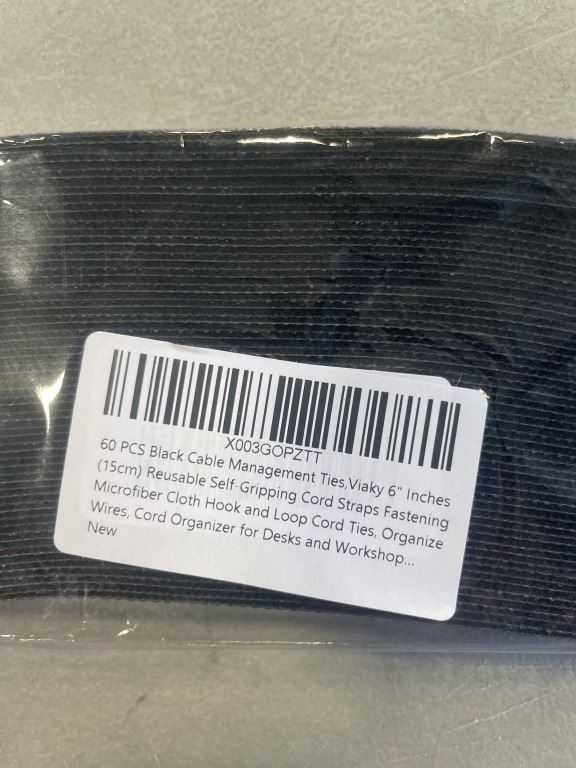 X003GOPZTT
60 PCS Black Cable Management Ties,Viaky 6" Inches
(15cm) Reusable Self-Gripping Cord Straps Fastening
Microfiber Cloth Hook and Loop Cord Ties, Organize
Wires, Cord Organizer for Desks and Workshop...
New